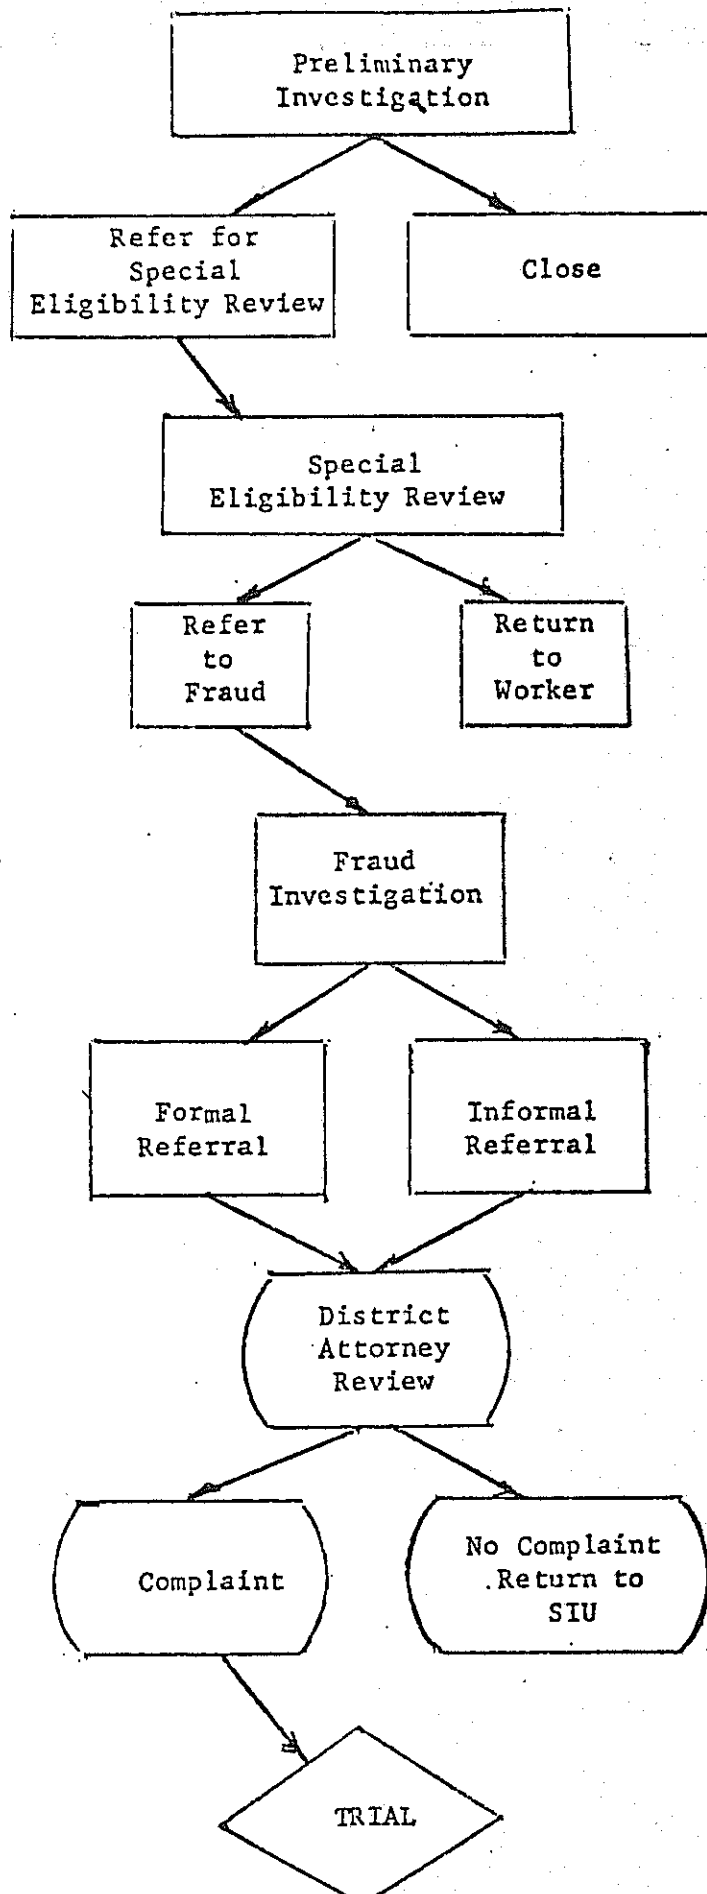 Preliminary
Investigation
Refer for
Special
Eligibility Review
Close
Special
Eligibility Review
Refer
to
Fraud
Return
to
Worker
Fraud
Investigation
Formal
Referral
Informal
Referral
District
Attorney
Review
Complaint
No Complaint
Return to
SIU
TRIAL